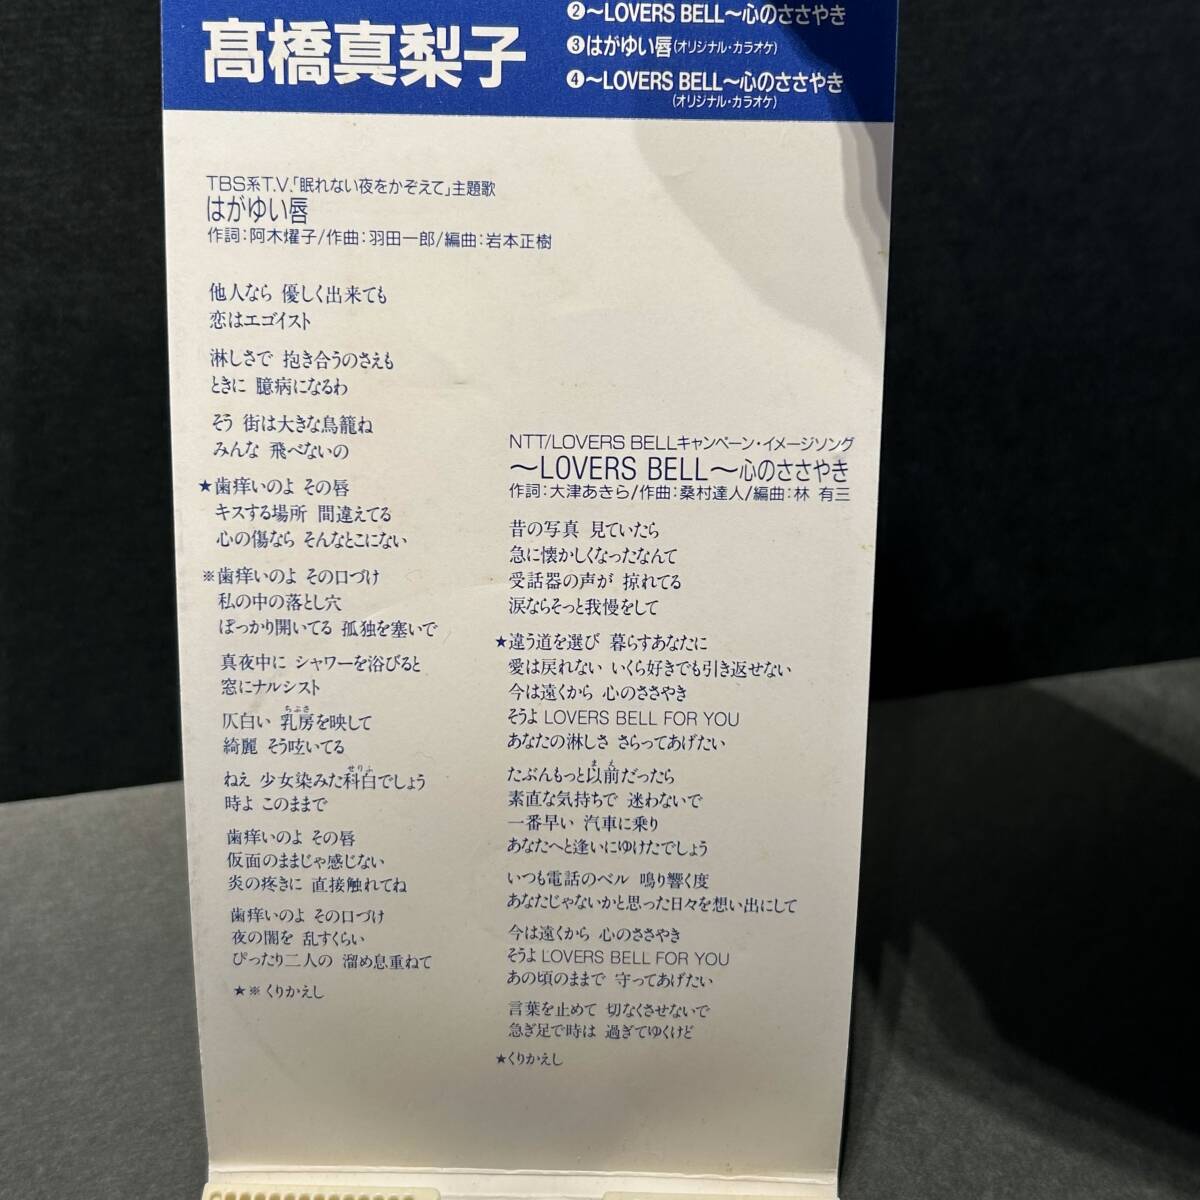 髙橋真梨子
❷〜LOVERS BELL〜心のささやき
❸はがゆい唇(オリジナル・カラオケ)
❹〜LOVERS BELL〜心のささやき
(オリジナル・カラオケ)
TBS系T.V.「眠れない夜をかぞえて」主題歌
はがゆい唇
作詞:阿木燿子/作曲:羽田一郎/編曲:岩本正樹
他人なら 優しく出来ても
恋はエゴイスト
淋しさで 抱き合うのさえも
ときに 臆病になるわ
そう 街は大きな鳥籠ね
みんな 飛べないの
★歯痒いのよ その唇
キスする場所 間違えてる
心の傷なら そんなとこにない
※歯痒いのよ その口づけ
私の中の落とし穴
ぽっかり開いてる 孤独を塞いで
真夜中に シャワーを浴びると
窓にナルシスト
ちぶさ
仄白い 乳房を映して
綺麗 そう呟いてる
せりふ
ねえ 少女染みた科白でしょう
時よ このままで
歯痒いのよ その唇
仮面のままじゃ感じない
炎の疼きに 直接触れてね
歯痒いのよ その口づけ
夜の闇を 乱すくらい
ぴったり二人の 溜め息重ねて
★※くりかえし
NTT/LOVERS BELLキャンペーン・イメージソング
〜LOVERS BELL〜心のささやき
作詞:大津あきら/作曲:桑村達人/編曲:林 有三
昔の写真 見ていたら
急に懐かしくなったなんて
受話器の声が 掠れてる
涙ならそっと我慢をして
★違う道を選び 暮らすあなたに
愛は戻れない いくら好きでも引き返せない
今は遠くから 心のささやき
そうよ LOVERS BELL FOR YOU
あなたの淋しさ さらってあげたい
まえ
たぶんもっと以前だったら
素直な気持ちで 迷わないで
一番早い 汽車に乗り
あなたへと逢いにゆけたでしょう
いつも電話のベル 鳴り響く度
あなたじゃないかと思った日々を想い出にして
今は遠くから 心のささやき
そうよ LOVERS BELL FOR YOU
あの頃のままで 守ってあげたい
言葉を止めて 切なくさせないで
急ぎ足で時は 過ぎてゆくけど
★くりかえし